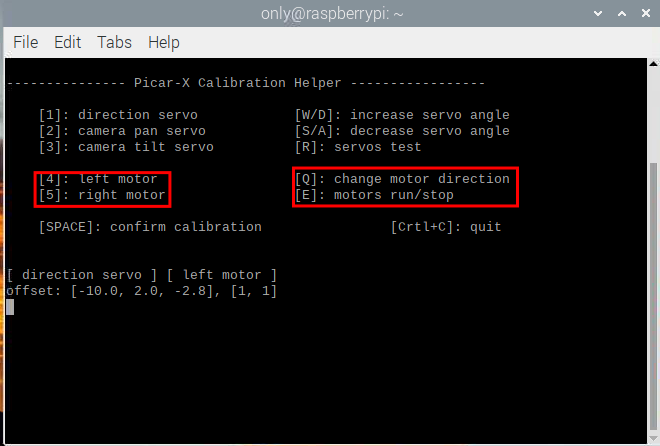 only@raspberrypi: ~
File Edit Tabs Help
--------------- Picar-X Calibration Helper -----------------
[1]: direction servo [W/D]: increase servo angle
[2]: camera pan servo [S/A]: decrease servo angle
[3]: camera tilt servo [R]: servos test
[4]: left motor [Q]: change motor direction
[5]: right motor [E]: motors run/stop
[SPACE]: confirm calibration [Crtl+C]: quit
[ direction servo ] [ left motor ]
offset: [-10.0, 2.0, -2.8], [1, 1]